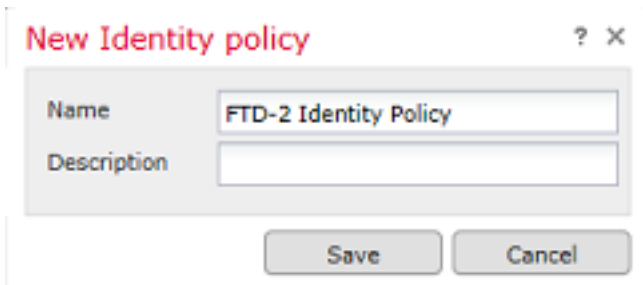 New Identity policy ? ×
Name FTD-2 Identity Policy
Description
Save Cancel